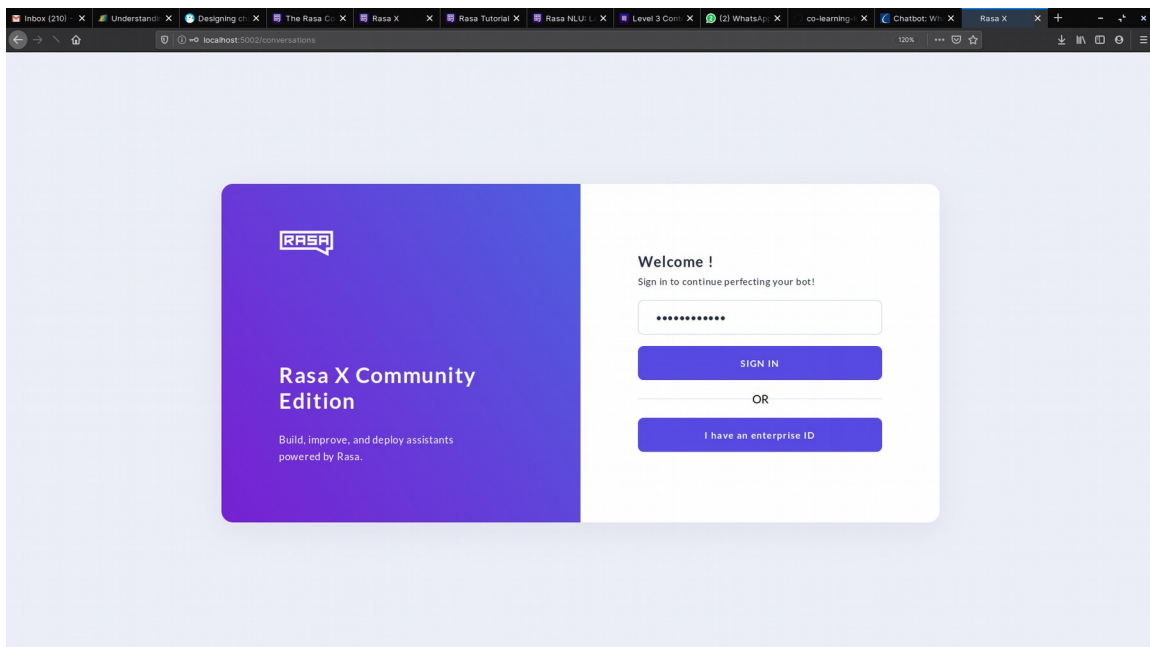 Inbox (210) -
Understandi
Designing ch
The Rasa Co
Rasa X
Rasa Tutorial
Rasa NLU: L
Level 3 Cont
(2) WhatsAp
co-learning-
Chatbot: Wh
Rasa X
localhost:5002/conversations
120%
RASA
Rasa X Community
Edition
Build, improve, and deploy assistants
powered by Rasa.
Welcome !
Sign in to continue perfecting your bot!
••••••••••••
SIGN IN
OR
I have an enterprise ID